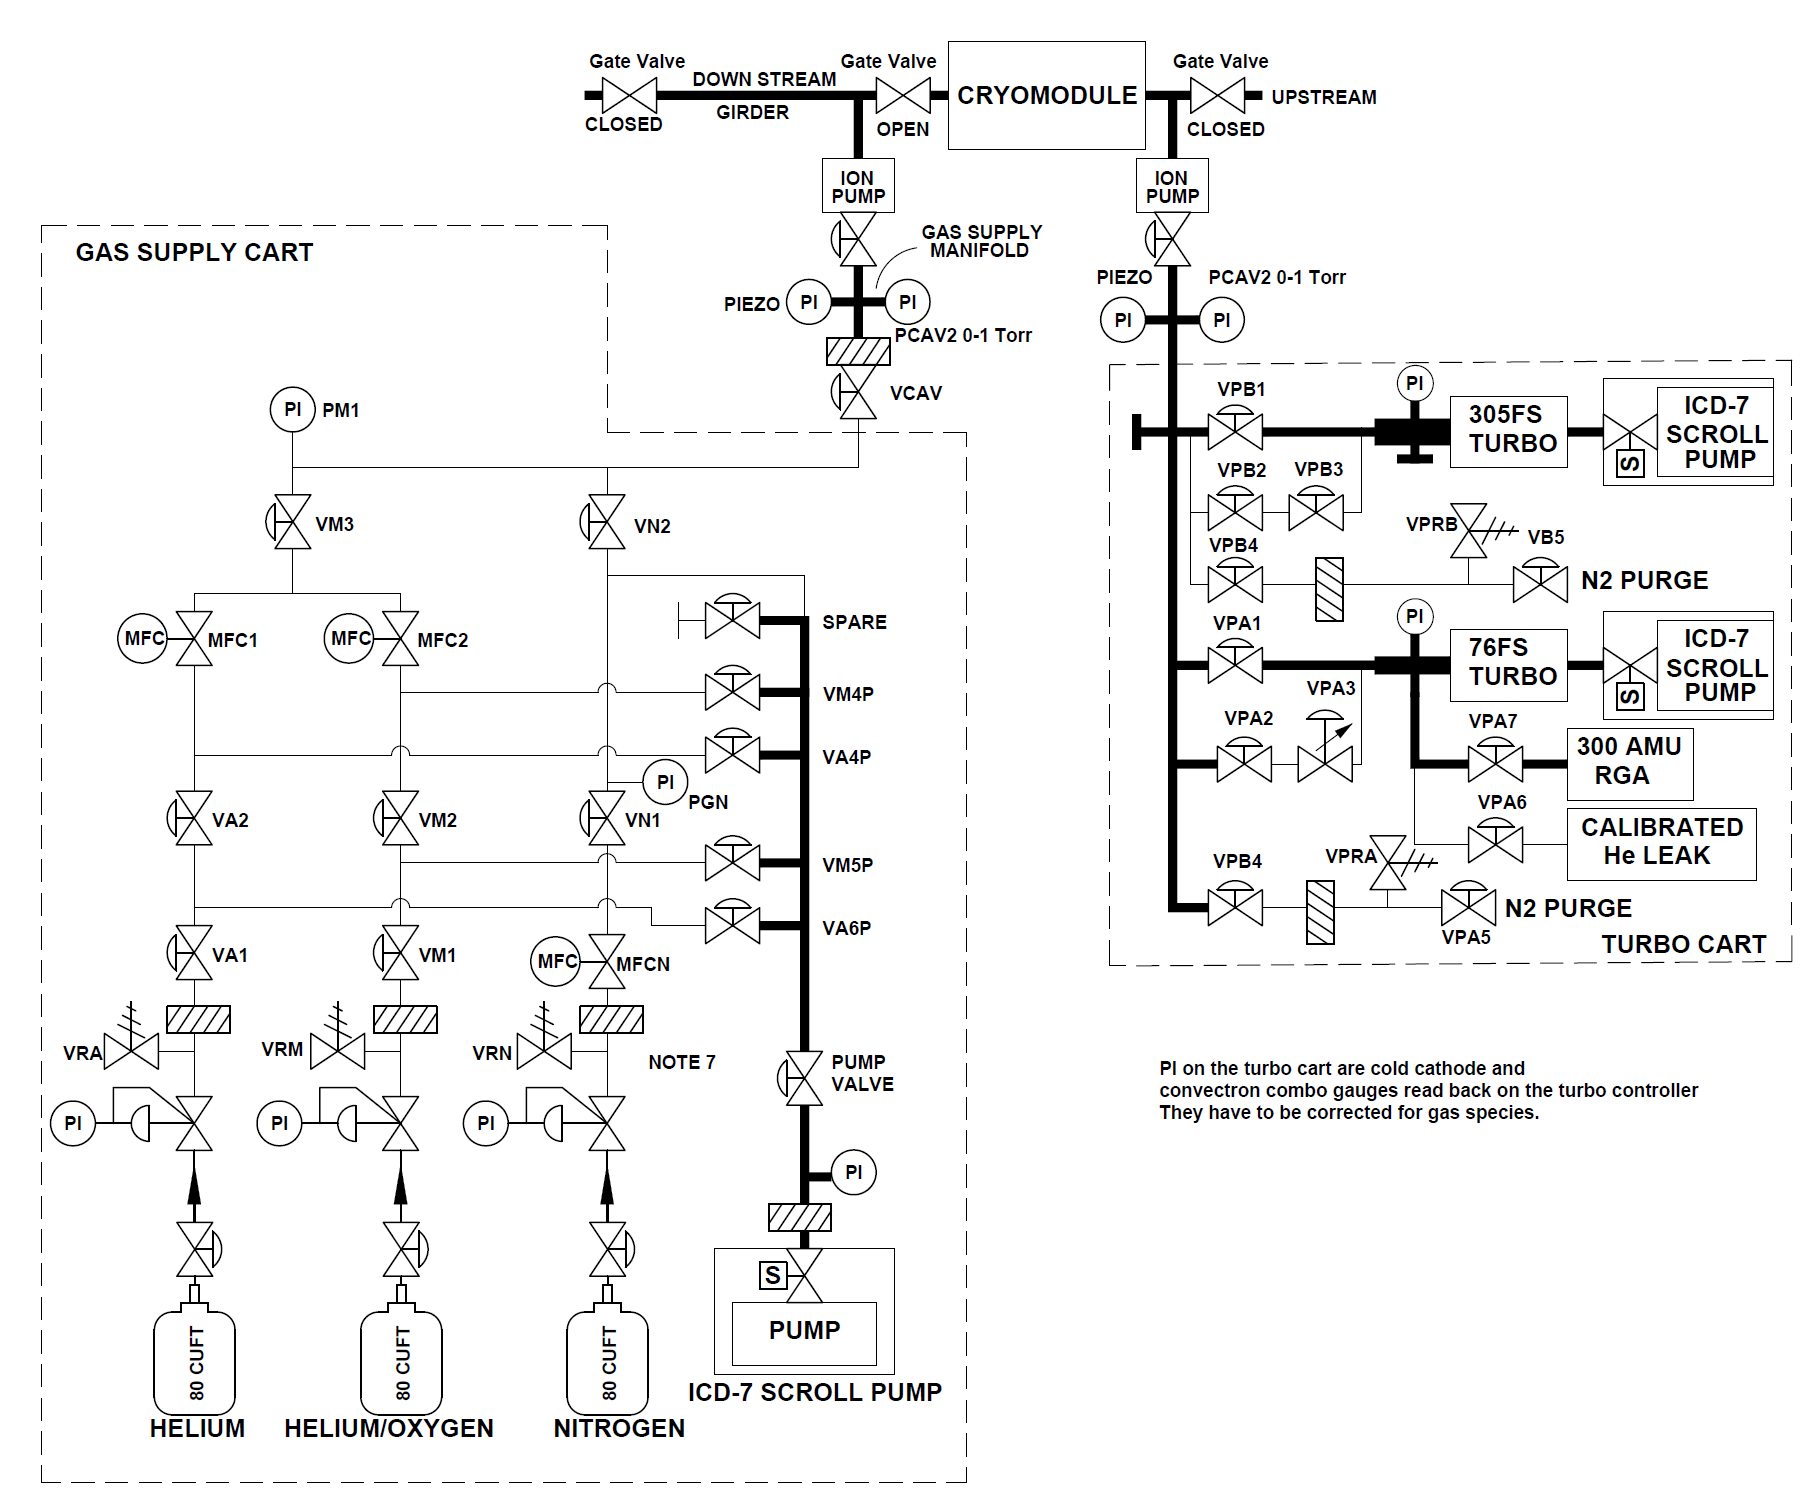 Gate Valve
DOWN STREAM
GIRDER
CLOSED
Gate Valve
OPEN
CRYOMODULE
Gate Valve
CLOSED
UPSTREAM
ION
PUMP
ION
PUMP
GAS SUPPLY
MANIFOLD
PIEZO
PI
PI
PCAV2 0-1 Torr
VCAV
PIEZO
PCAV2 0-1 Torr
PI
PI
GAS SUPPLY CART
PI
PM1
VM3
VN2
MFC
MFC1
MFC
MFC2
SPARE
VM4P
VA4P
PI
PGN
VA2
VM2
VN1
VM5P
VA6P
VA1
VM1
MFC
MFCN
VRA
VRM
VRN
NOTE 7
PUMP
VALVE
PI
PI
PI
PI
S
PUMP
ICD-7 SCROLL PUMP
80 CUFT
80 CUFT
80 CUFT
HELIUM
HELIUM/OXYGEN
NITROGEN
VPB1
PI
305FS
TURBO
S
ICD-7
SCROLL
PUMP
VPB2
VPB3
VPRB
VB5
VPB4
N2 PURGE
VPA1
PI
76FS
TURBO
S
ICD-7
SCROLL
PUMP
VPA3
VPA2
VPA7
300 AMU
RGA
VPA6
CALIBRATED
He LEAK
VPB4
VPRA
VPA5
N2 PURGE
TURBO CART
PI on the turbo cart are cold cathode and
convectron combo gauges read back on the turbo controller
They have to be corrected for gas species.